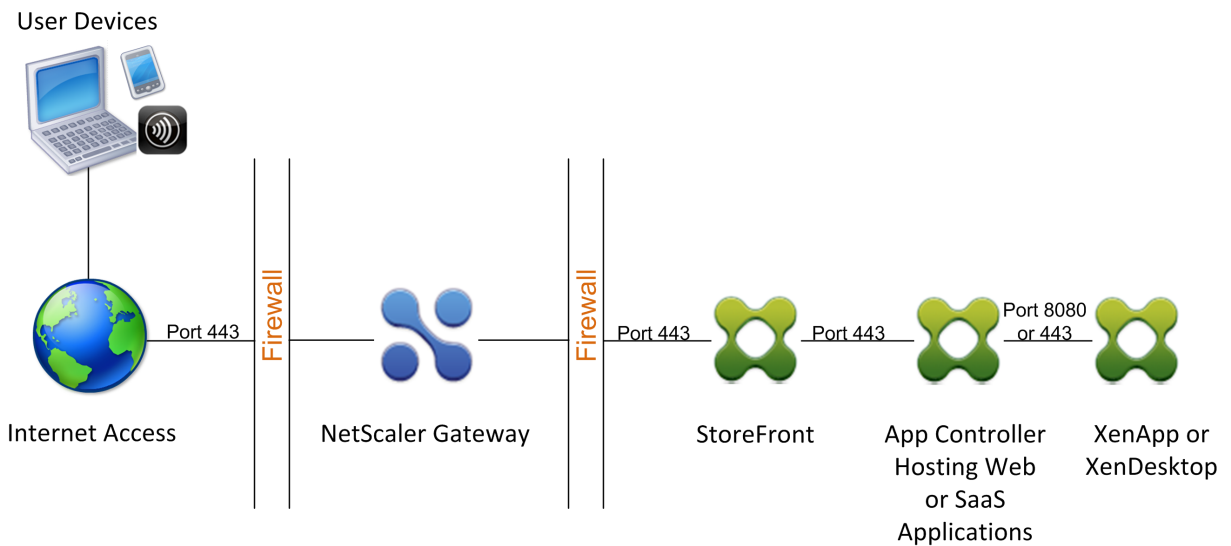 User Devices
Port 443
Firewall
Firewall
Port 443
Port 443
Port 8080
or 443
Internet Access
NetScaler Gateway
StoreFront
App Controller
Hosting Web
or SaaS
Applications
XenApp or
XenDesktop